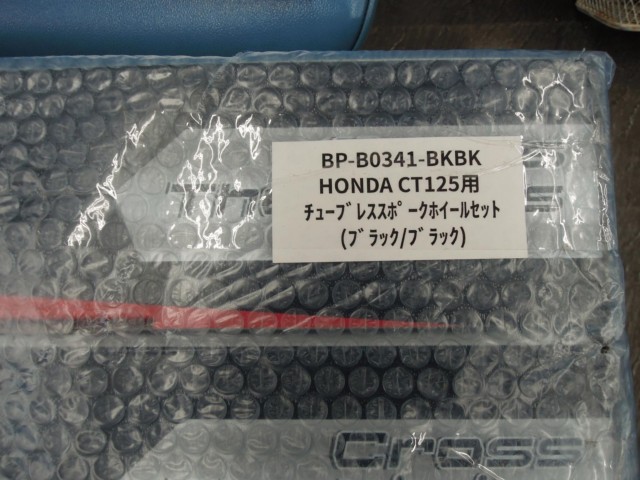 BP-B0341-BKBK
HONDA CT125用
ﾁｭｰﾌﾞﾚｽｽﾎﾟｰｸﾎｲｰﾙｾｯﾄ
(ﾌﾞﾗｯｸ/ﾌﾞﾗｯｸ)
Cross